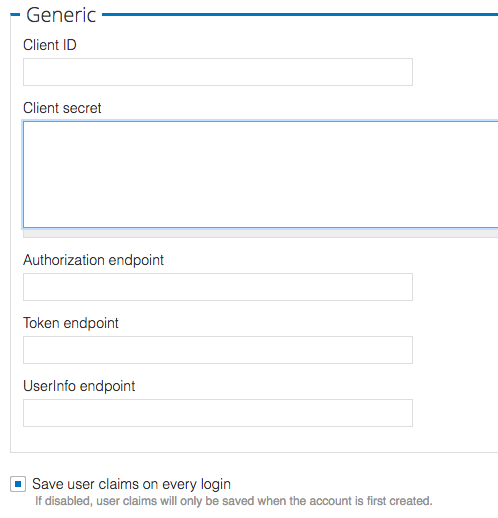 Generic
Client ID
Client secret
Authorization endpoint
Token endpoint
UserInfo endpoint
Save user claims on every login
If disabled, user claims will only be saved when the account is first created.